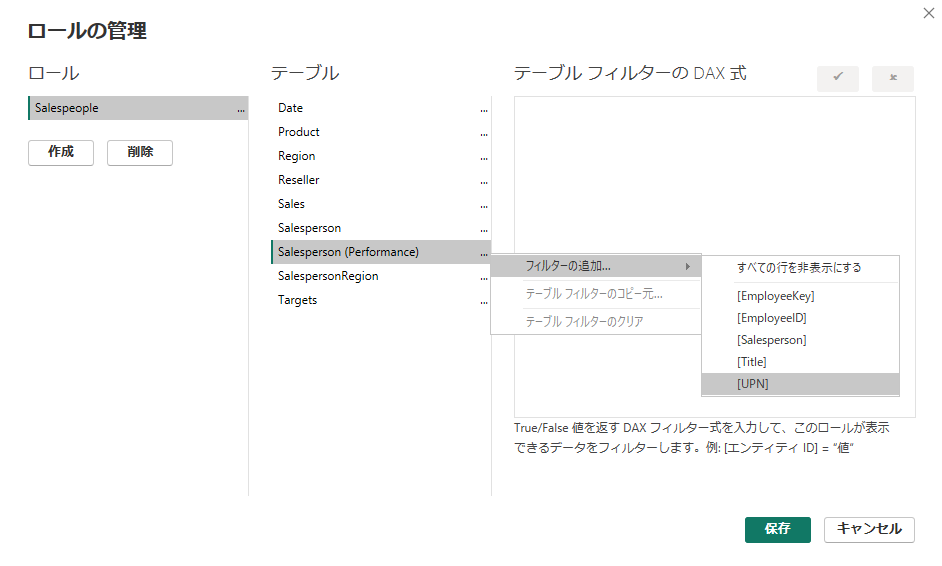 ロールの管理
ロール
Salespeople
...
作成
削除
テーブル
Date
...
Product
...
Region
...
Reseller
...
Sales
...
Salesperson
...
Salesperson (Performance)
...
SalespersonRegion
...
Targets
...
テーブル フィルターの DAX 式
フィルターの追加...
テーブル フィルターのコピー元...
テーブル フィルターのクリア
すべての行を非表示にする
[EmployeeKey]
[EmployeeID]
[Salesperson]
[Title]
[UPN]
True/False 値を返す DAX フィルター式を入力して、このロールが表示
できるデータをフィルターします。例: [エンティティ ID] = "値"
保存
キャンセル